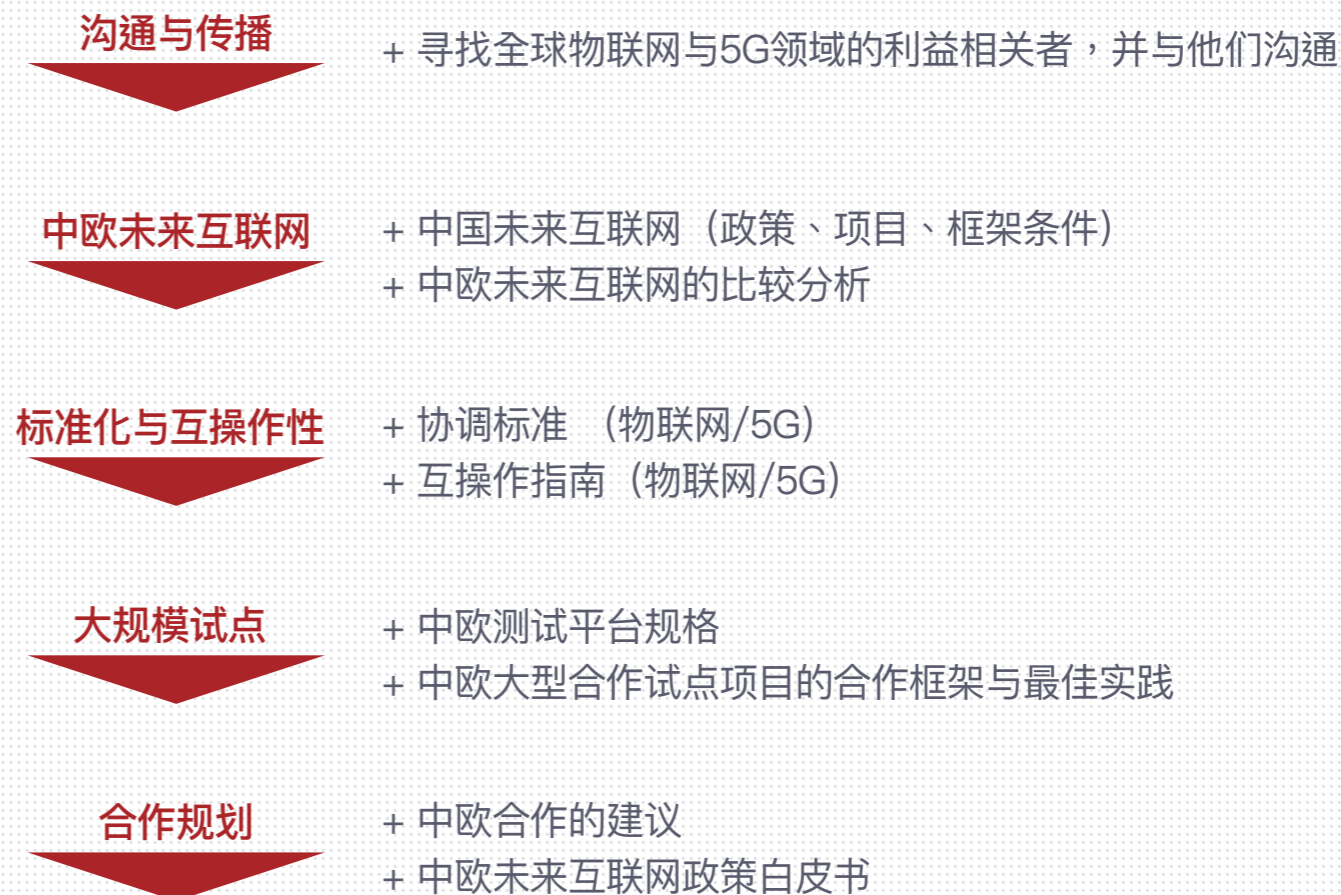 沟通与传播
+ 寻找全球物联网与5G领域的利益相关者，并与他们沟通
中欧未来互联网
+ 中国未来互联网（政策、项目、框架条件）
+ 中欧未来互联网的比较分析
标准化与互操作性
+ 协调标准 （物联网/5G）
+ 互操作指南（物联网/5G）
大规模试点
+ 中欧测试平台规格
+ 中欧大型合作试点项目的合作框架与最佳实践
合作规划
+ 中欧合作的建议
+ 中欧未来互联网政策白皮书